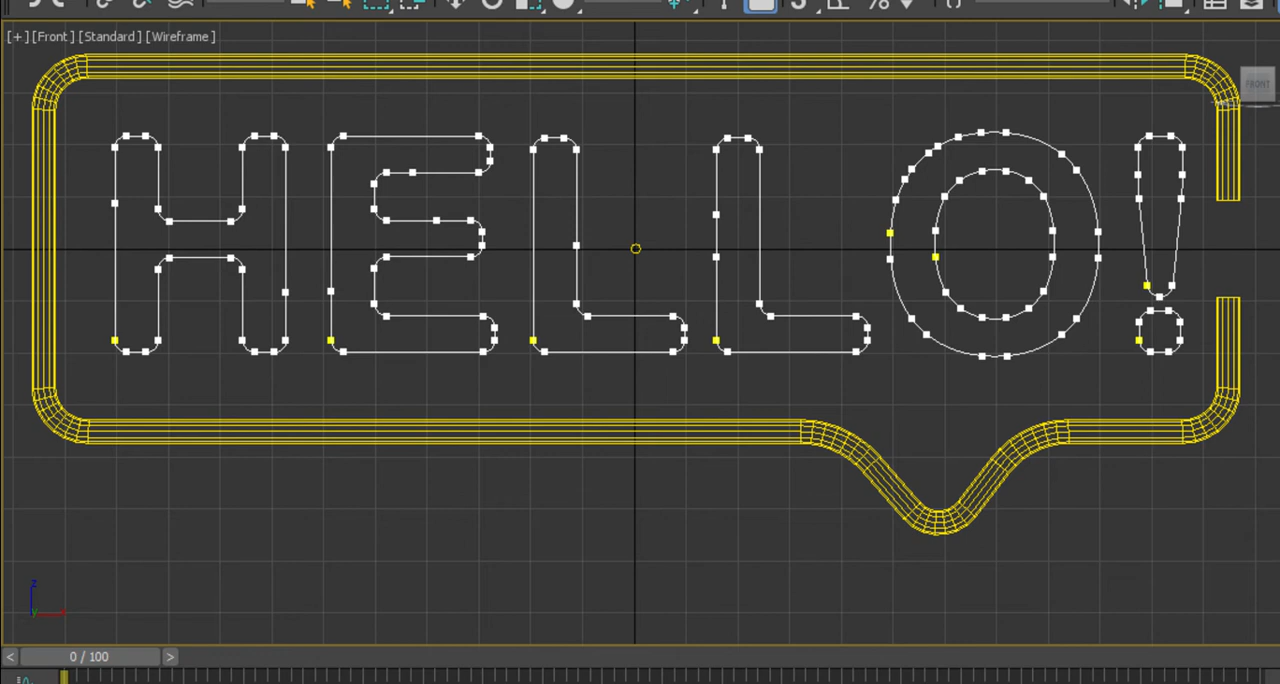 [+] [Front] [Standard] [Wireframe]
FRONT
HELLO!
z
x
y
< 0 / 100 >